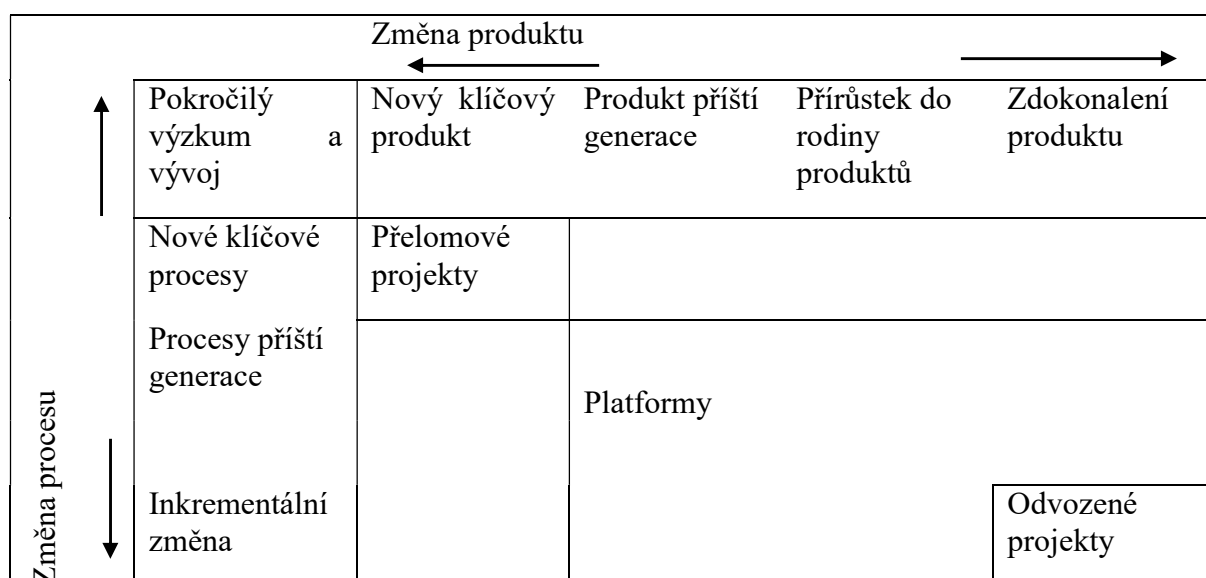 Změna produktu
Pokročilý
výzkum a
vývoj
Nový klíčový
produkt
Produkt příští
generace
Přírůstek do
rodiny
produktů
Zdokonalení
produktu
Nové klíčové
procesy
Přelomové
projekty
Procesy příští
generace
Platformy
Změna procesu
Inkrementální
změna
Odvozené
projekty